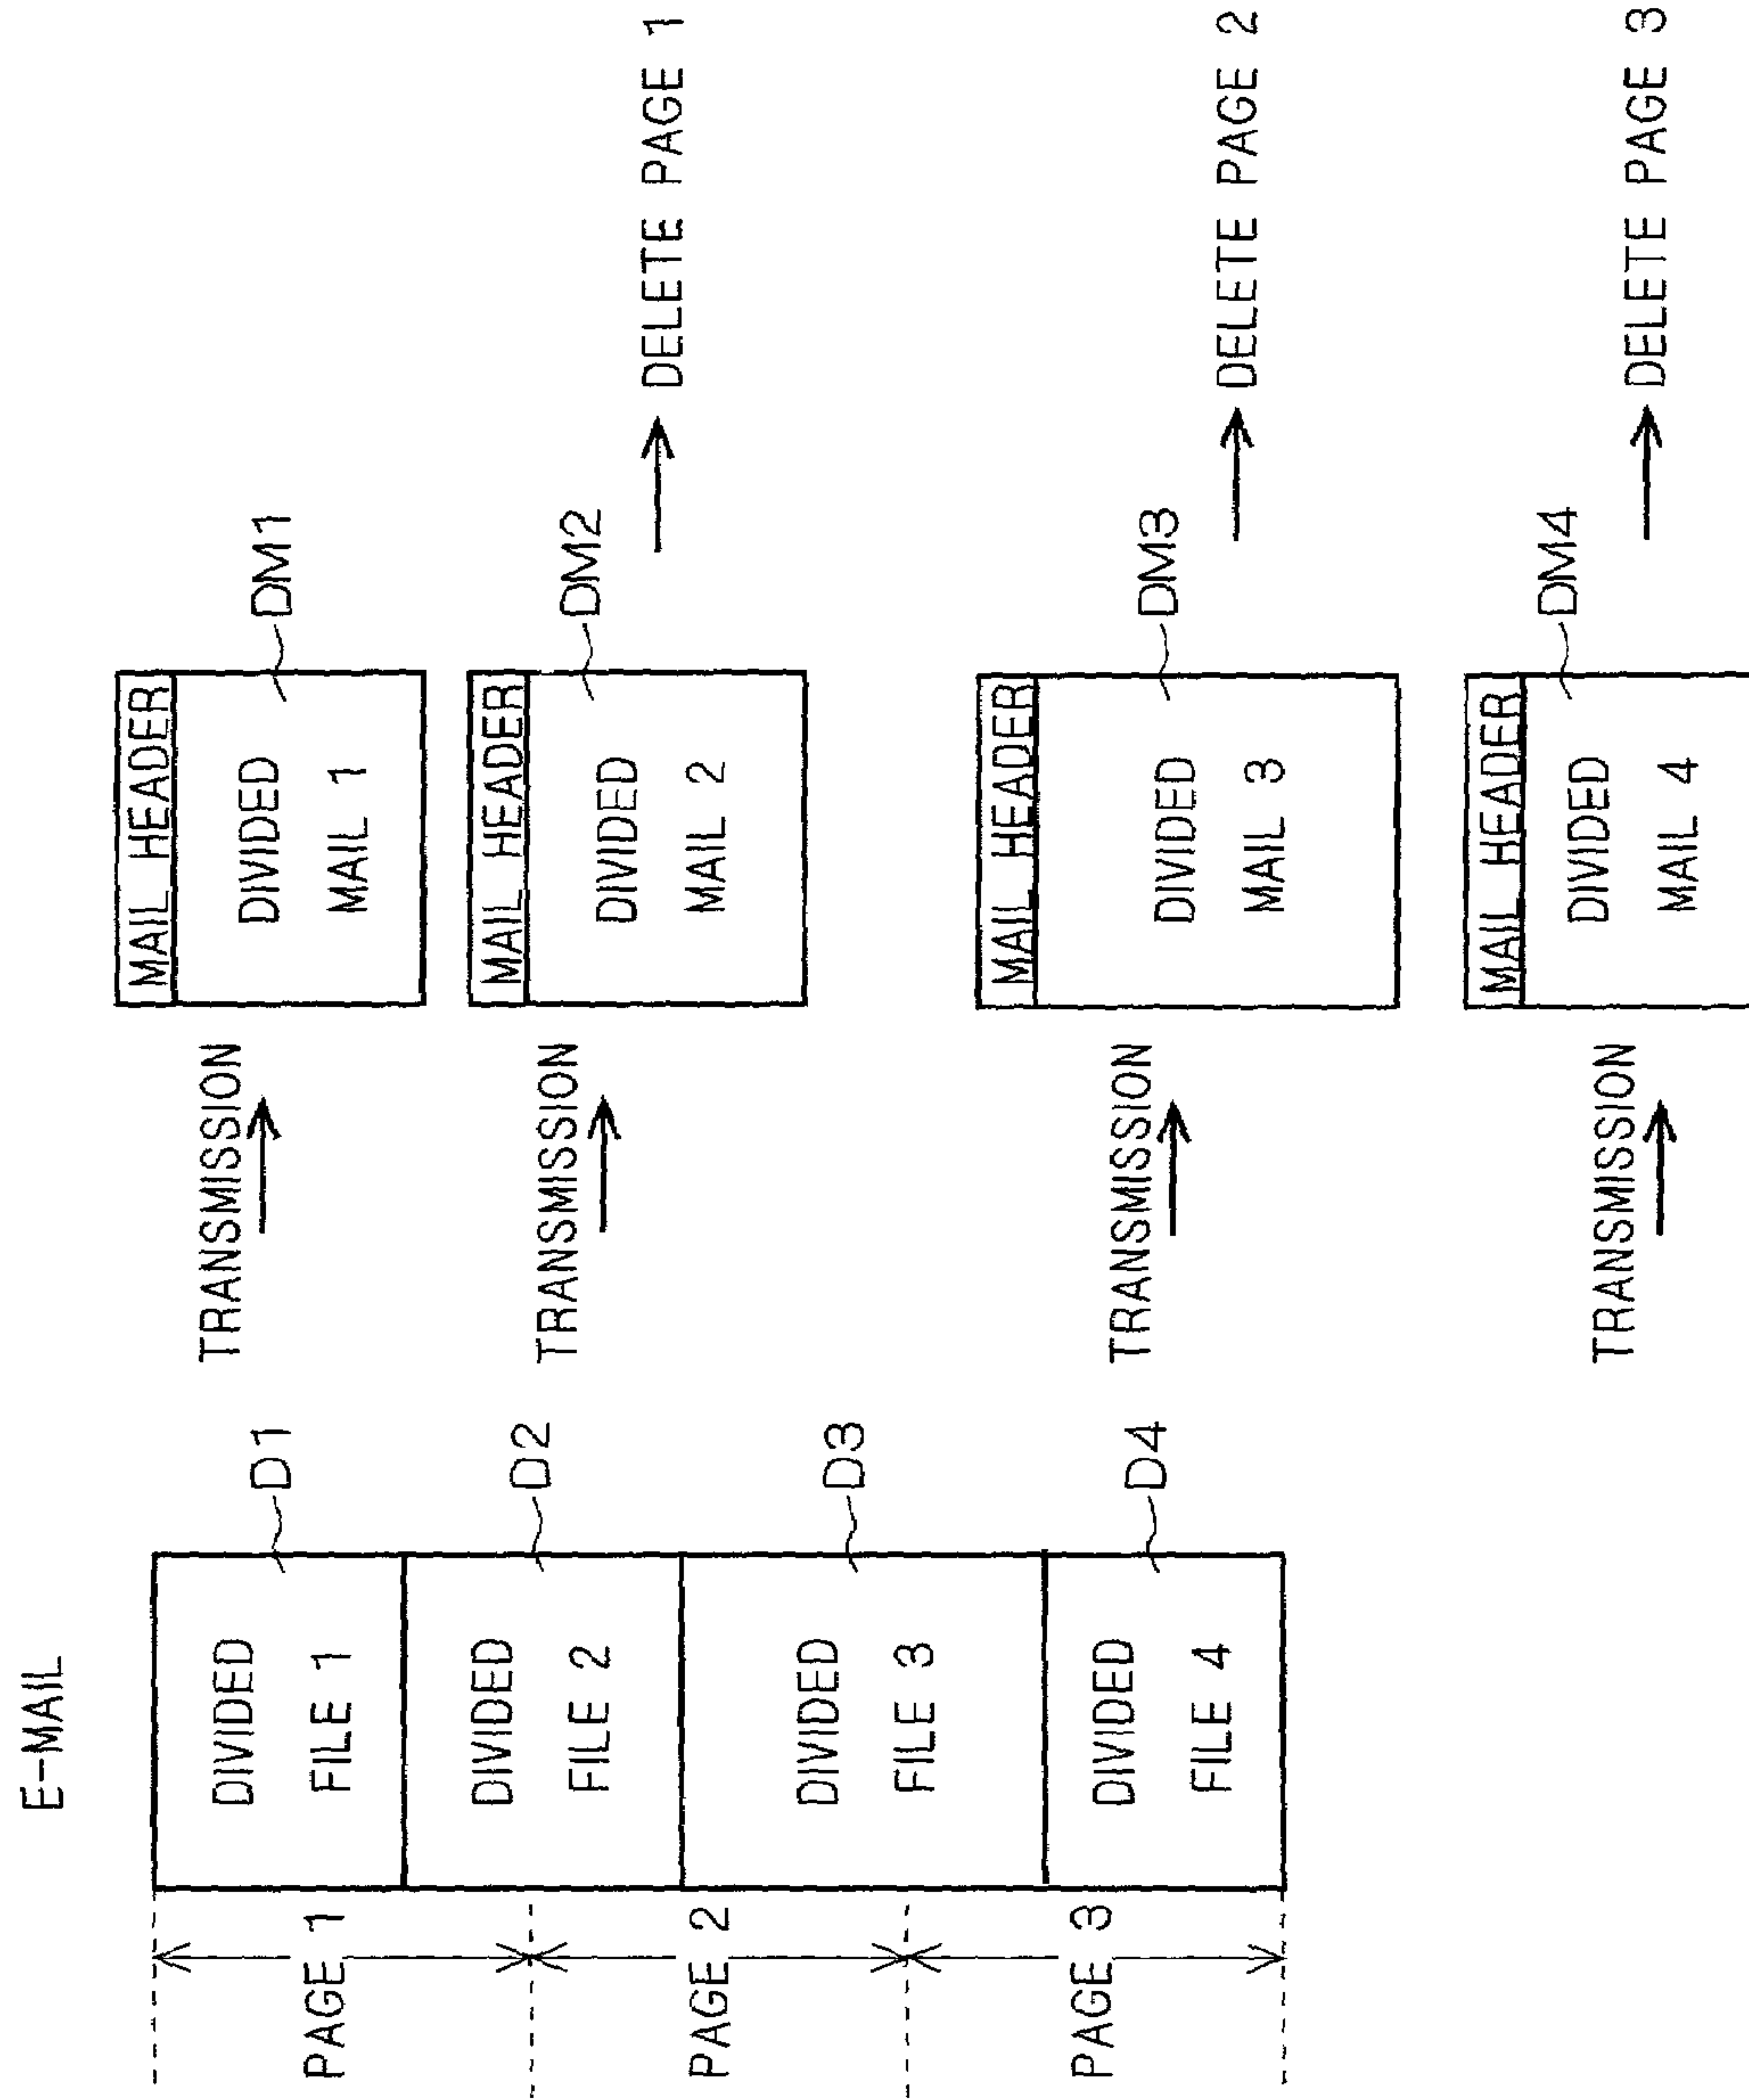 E-MAIL
PAGE 1
PAGE 2
PAGE 3
DIVIDED
FILE 1
D1
DIVIDED
FILE 2
D2
DIVIDED
FILE 3
D3
DIVIDED
FILE 4
D4
TRANSMISSION
MAIL HEADER
DIVIDED
MAIL 1
DM1
TRANSMISSION
MAIL HEADER
DIVIDED
MAIL 2
DM2
DELETE PAGE 1
TRANSMISSION
MAIL HEADER
DIVIDED
MAIL 3
DM3
DELETE PAGE 2
TRANSMISSION
MAIL HEADER
DIVIDED
MAIL 4
DM4
DELETE PAGE 3